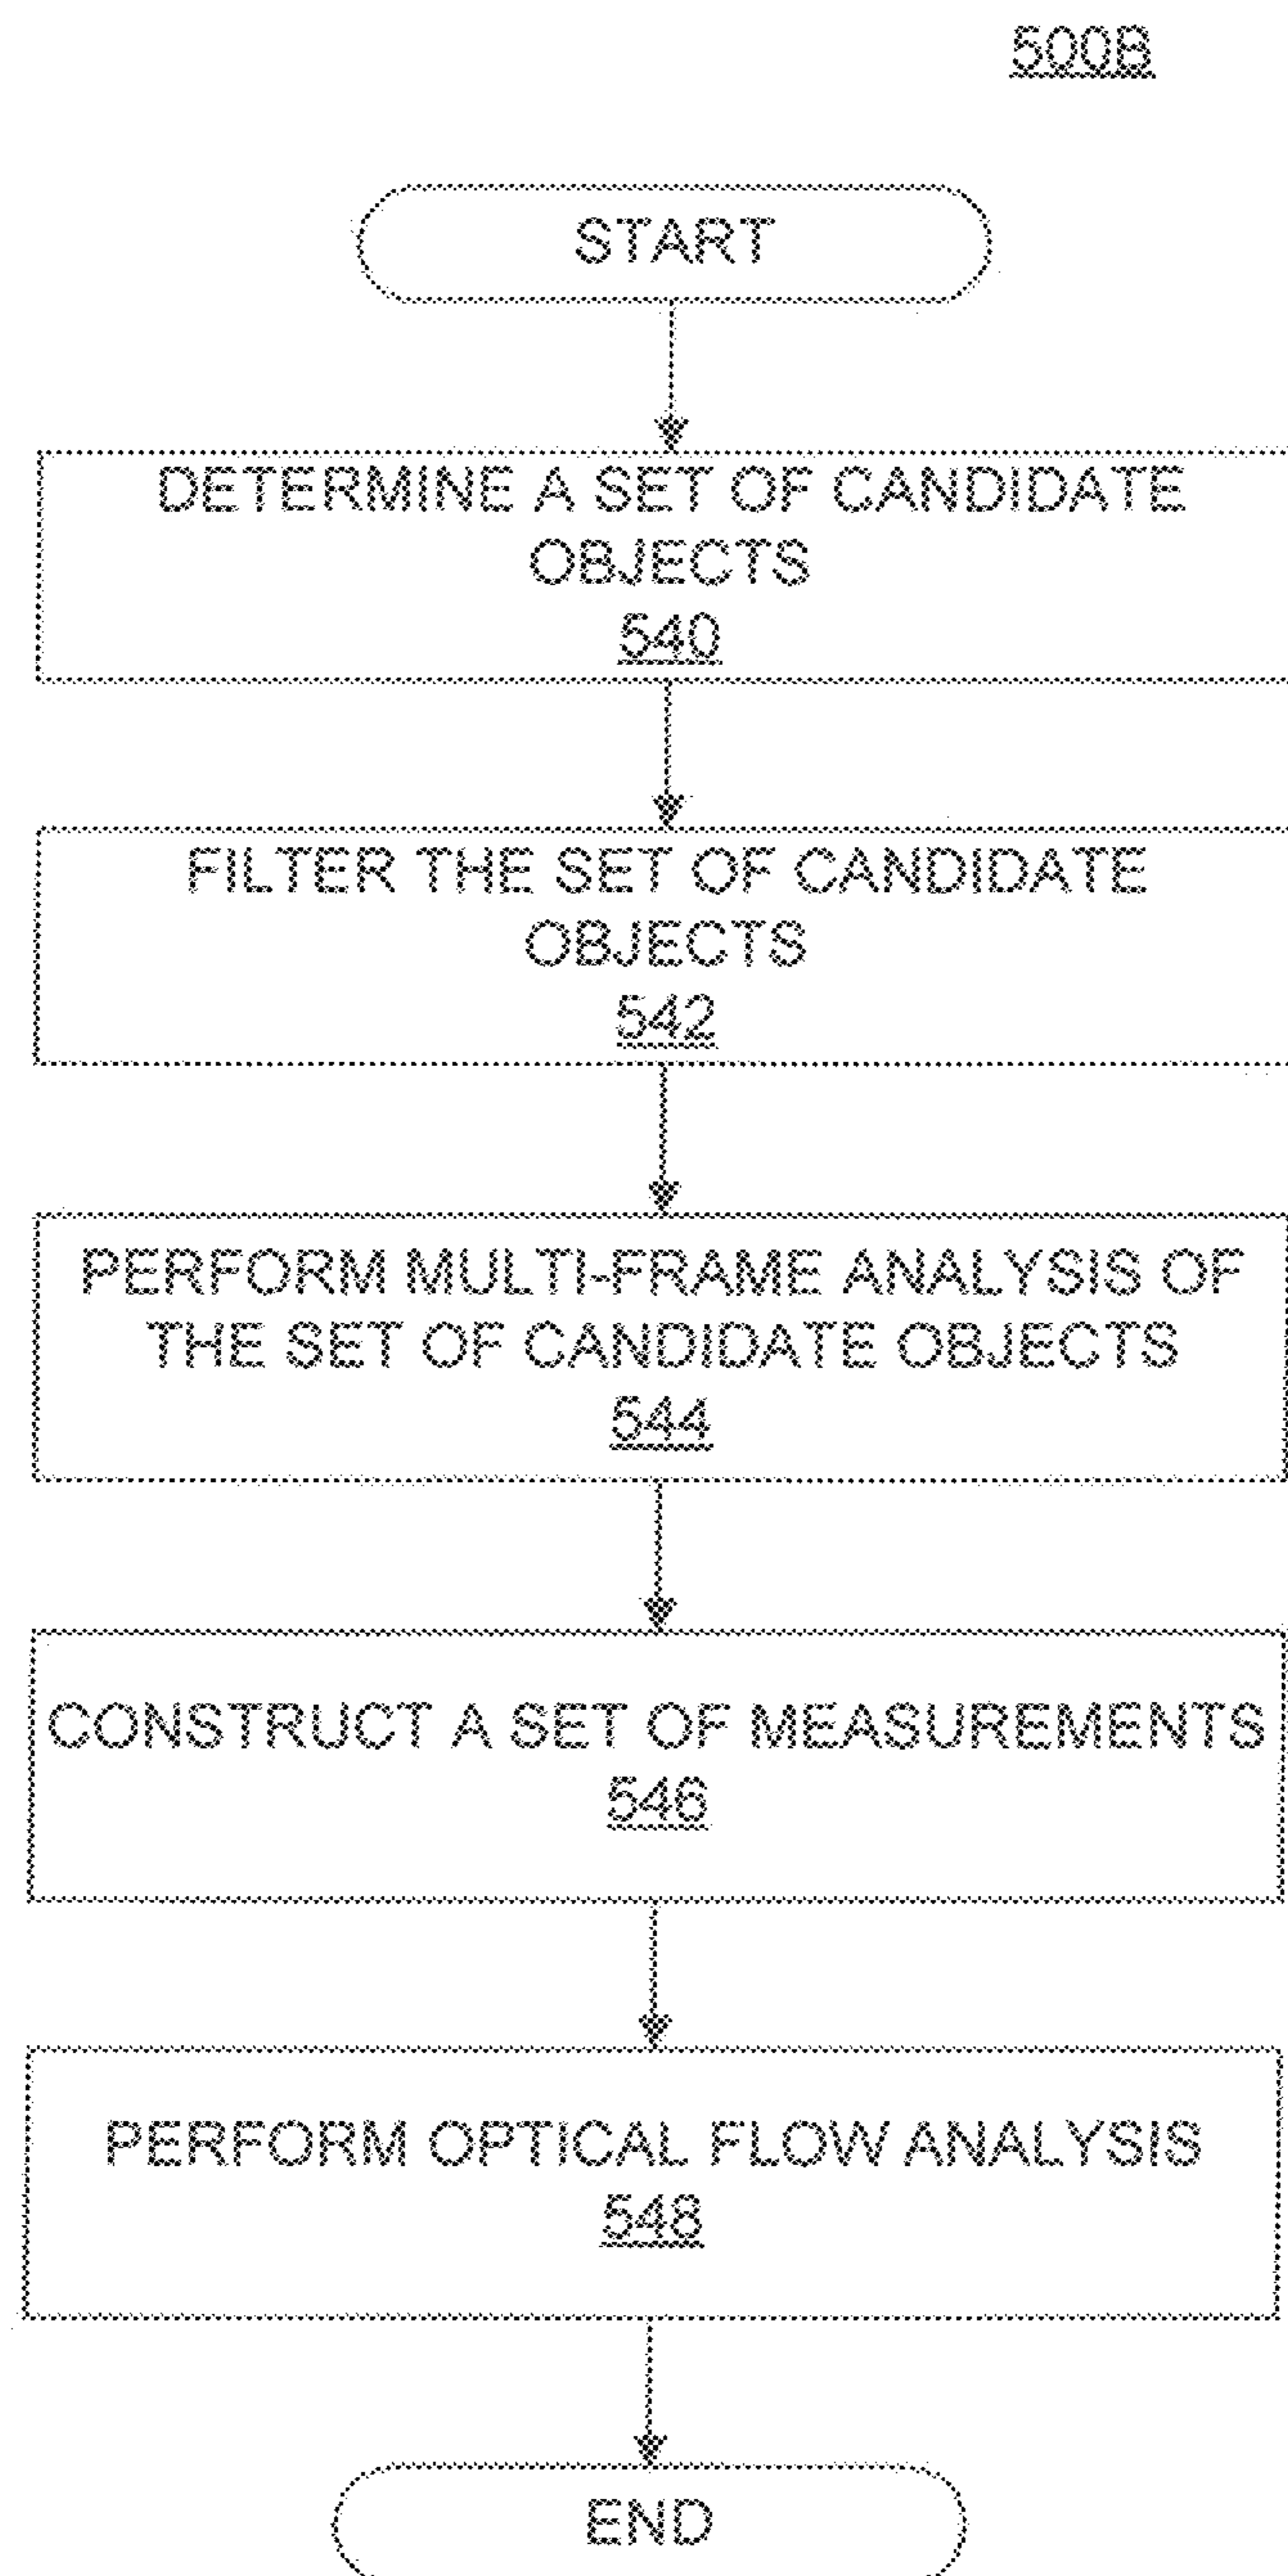 500B
START
DETERMINE A SET OF CANDIDATE
OBJECTS
540
FILTER THE SET OF CANDIDATE
OBJECTS
542
PERFORM MULTI-FRAME ANALYSIS OF
THE SET OF CANDIDATE OBJECTS
544
CONSTRUCT A SET OF MEASUREMENTS
546
PERFORM OPTICAL FLOW ANALYSIS
548
END